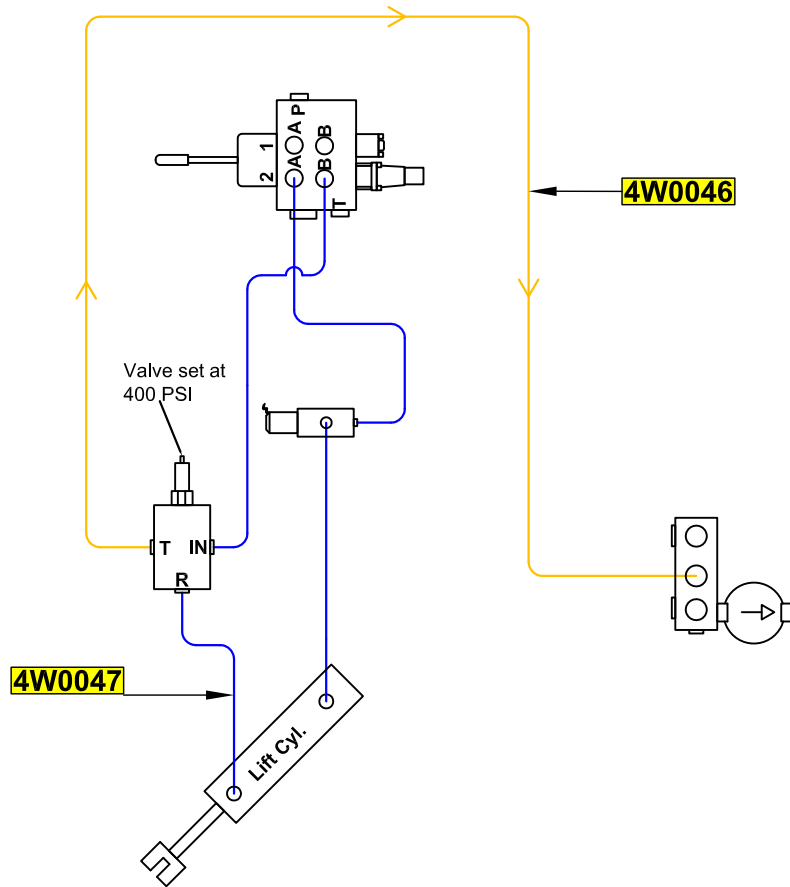 P
1 A B
2 A B
T
4W0046
Valve set at
400 PSI
T IN
R
4W0047
Lift Cyl.